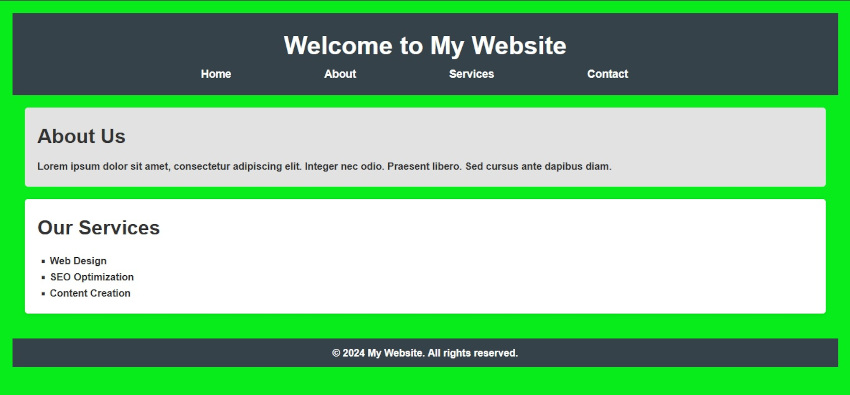 Welcome to My Website
Home About Services Contact
About Us
Lorem ipsum dolor sit amet, consectetur adipiscing elit. Integer nec odio. Praesent libero. Sed cursus ante dapibus diam.
Our Services
Web Design
SEO Optimization
Content Creation
© 2024 My Website. All rights reserved.